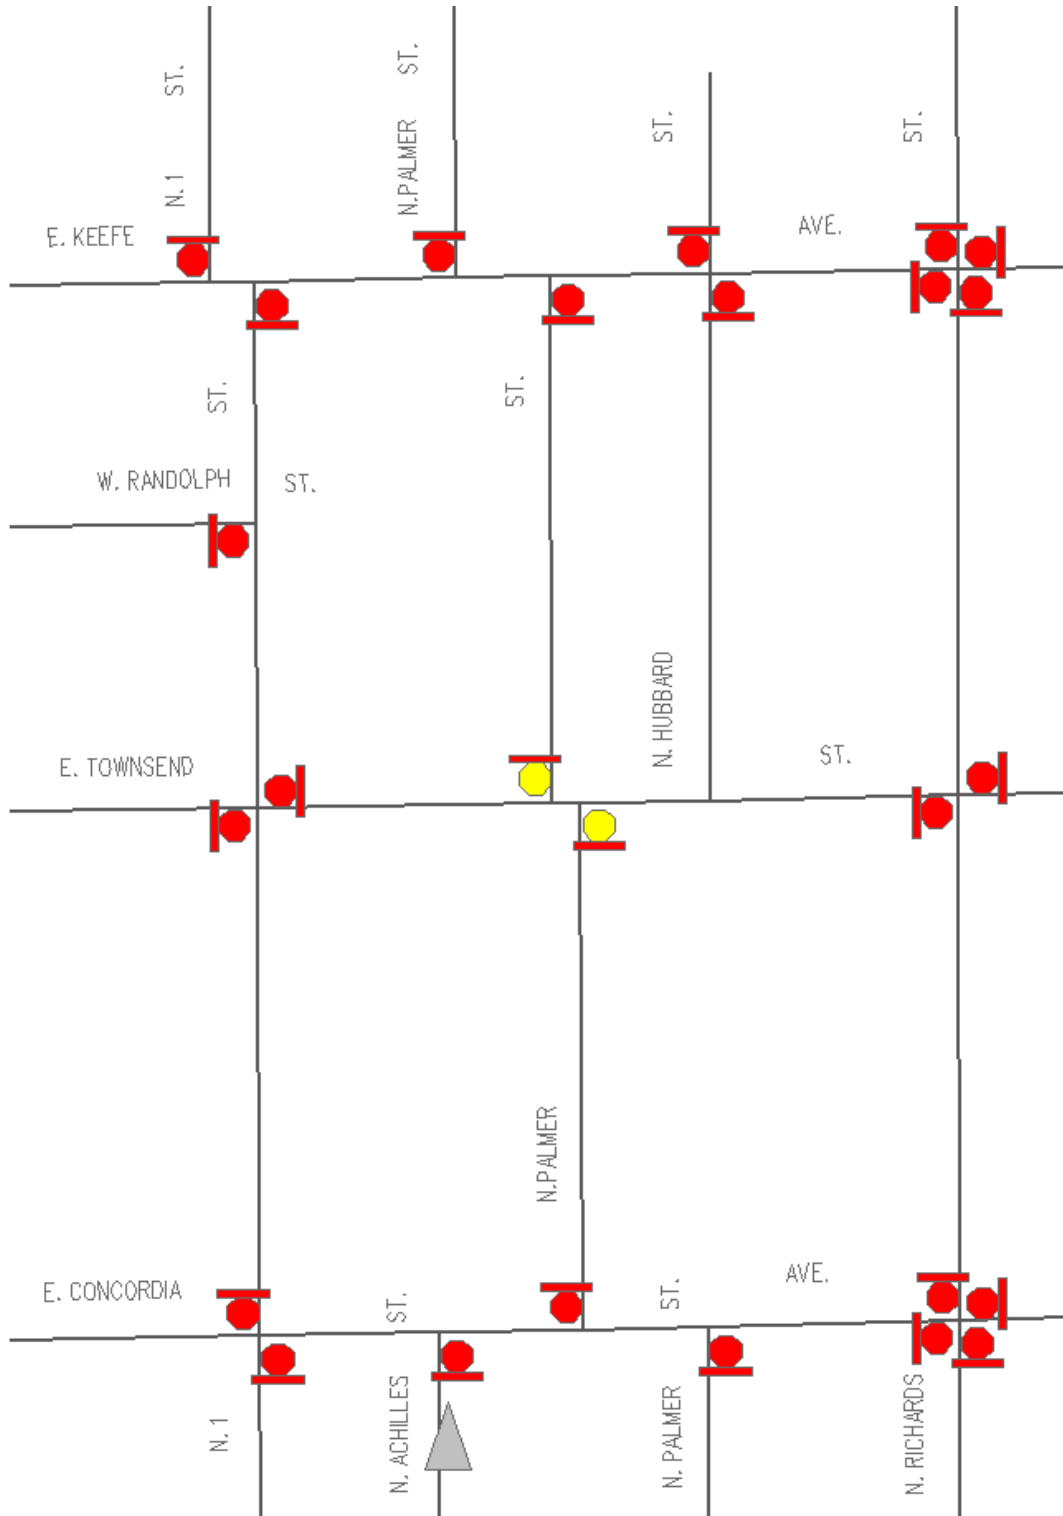 N. 1 ST.
N.PALMER ST.
ST.
ST.
E. KEEFE AVE.
ST.
ST.
W. RANDOLPH ST.
N. HUBBARD
E. TOWNSEND ST.
N.PALMER
E. CONCORDIA AVE.
ST.
ST.
N. 1
N. ACHILLES
N. PALMER
N. RICHARDS